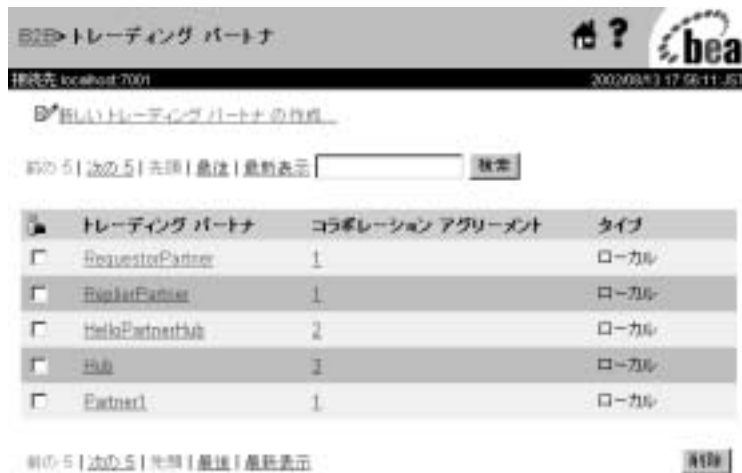 B2B> トレーディング パートナ
?
bea
接続先 localhost:7001 2002/08/13 17:56:11 JST
新しいトレーディング パートナ の作成...
前の 5 | 次の 5 | 先頭 | 最後 | 最新表示 検索
トレーディング パートナ コラボレーション アグリーメント タイプ
RequestorPartner 1 ローカル
ReplierPartner 1 ローカル
HelloPartnerHub 2 ローカル
Hub 3 ローカル
Partner1 1 ローカル
前の 5 | 次の 5 | 先頭 | 最後 | 最新表示 削除